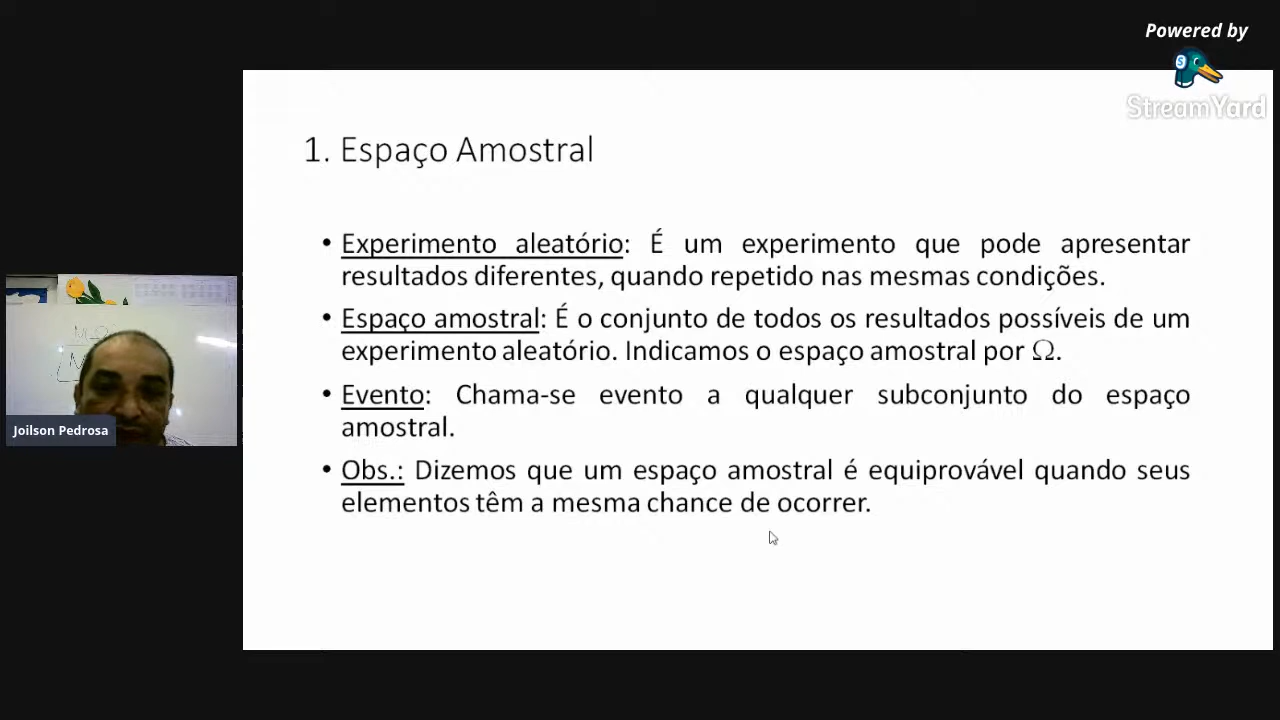 Powered by
StreamYard
1. Espaço Amostral
• Experimento aleatório: É um experimento que pode apresentar
resultados diferentes, quando repetido nas mesmas condições.
• Espaço amostral: É o conjunto de todos os resultados possíveis de um
experimento aleatório. Indicamos o espaço amostral por Ω.
• Evento: Chama-se evento a qualquer subconjunto do espaço
amostral.
• Obs.: Dizemos que um espaço amostral é equiprovável quando seus
elementos têm a mesma chance de ocorrer.
Joilson Pedrosa